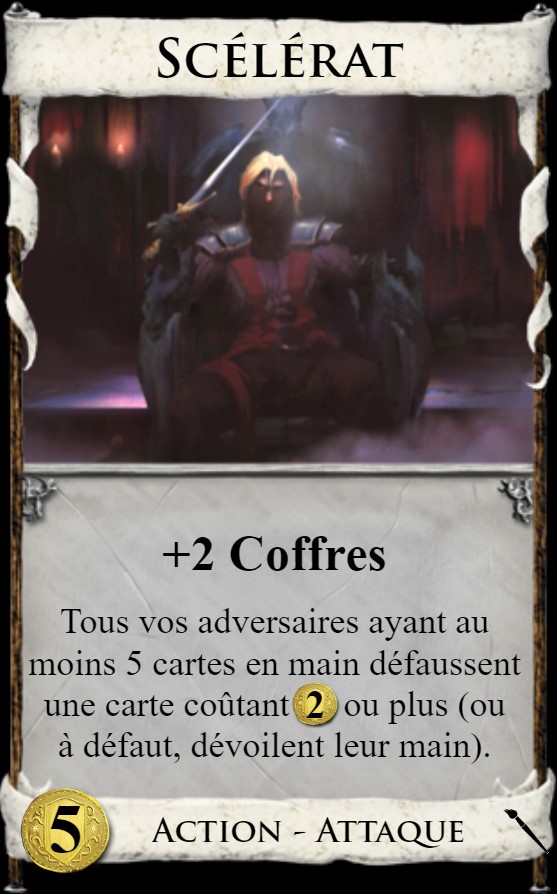 Scélérat
+2 Coffres
Tous vos adversaires ayant au
moins 5 cartes en main défaussent
une carte coûtant 2 ou plus (ou
à défaut, dévoilent leur main).
5 Action - Attaque